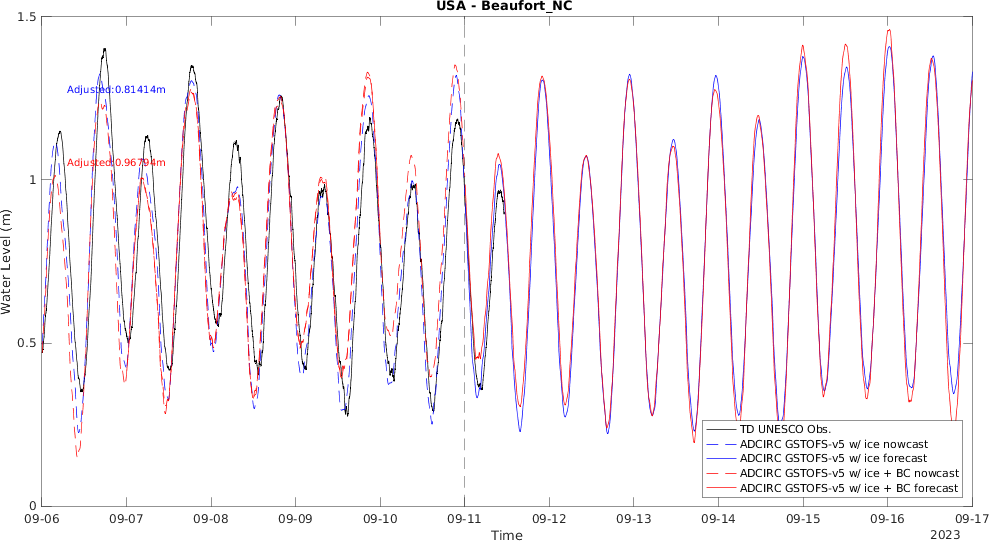 USA - Beaufort_NC
1.5
Adjusted:0.81414m
Adjusted:0.96794m
1
Water Level (m)
0.5
TD UNESCO Obs.
ADCIRC GSTOFS-v5 w/ ice nowcast
ADCIRC GSTOFS-v5 w/ ice forecast
ADCIRC GSTOFS-v5 w/ ice + BC nowcast
ADCIRC GSTOFS-v5 w/ ice + BC forecast
0
09-06 09-07 09-08 09-09 09-10 09-11 09-12 09-13 09-14 09-15 09-16 09-17
Time
2023